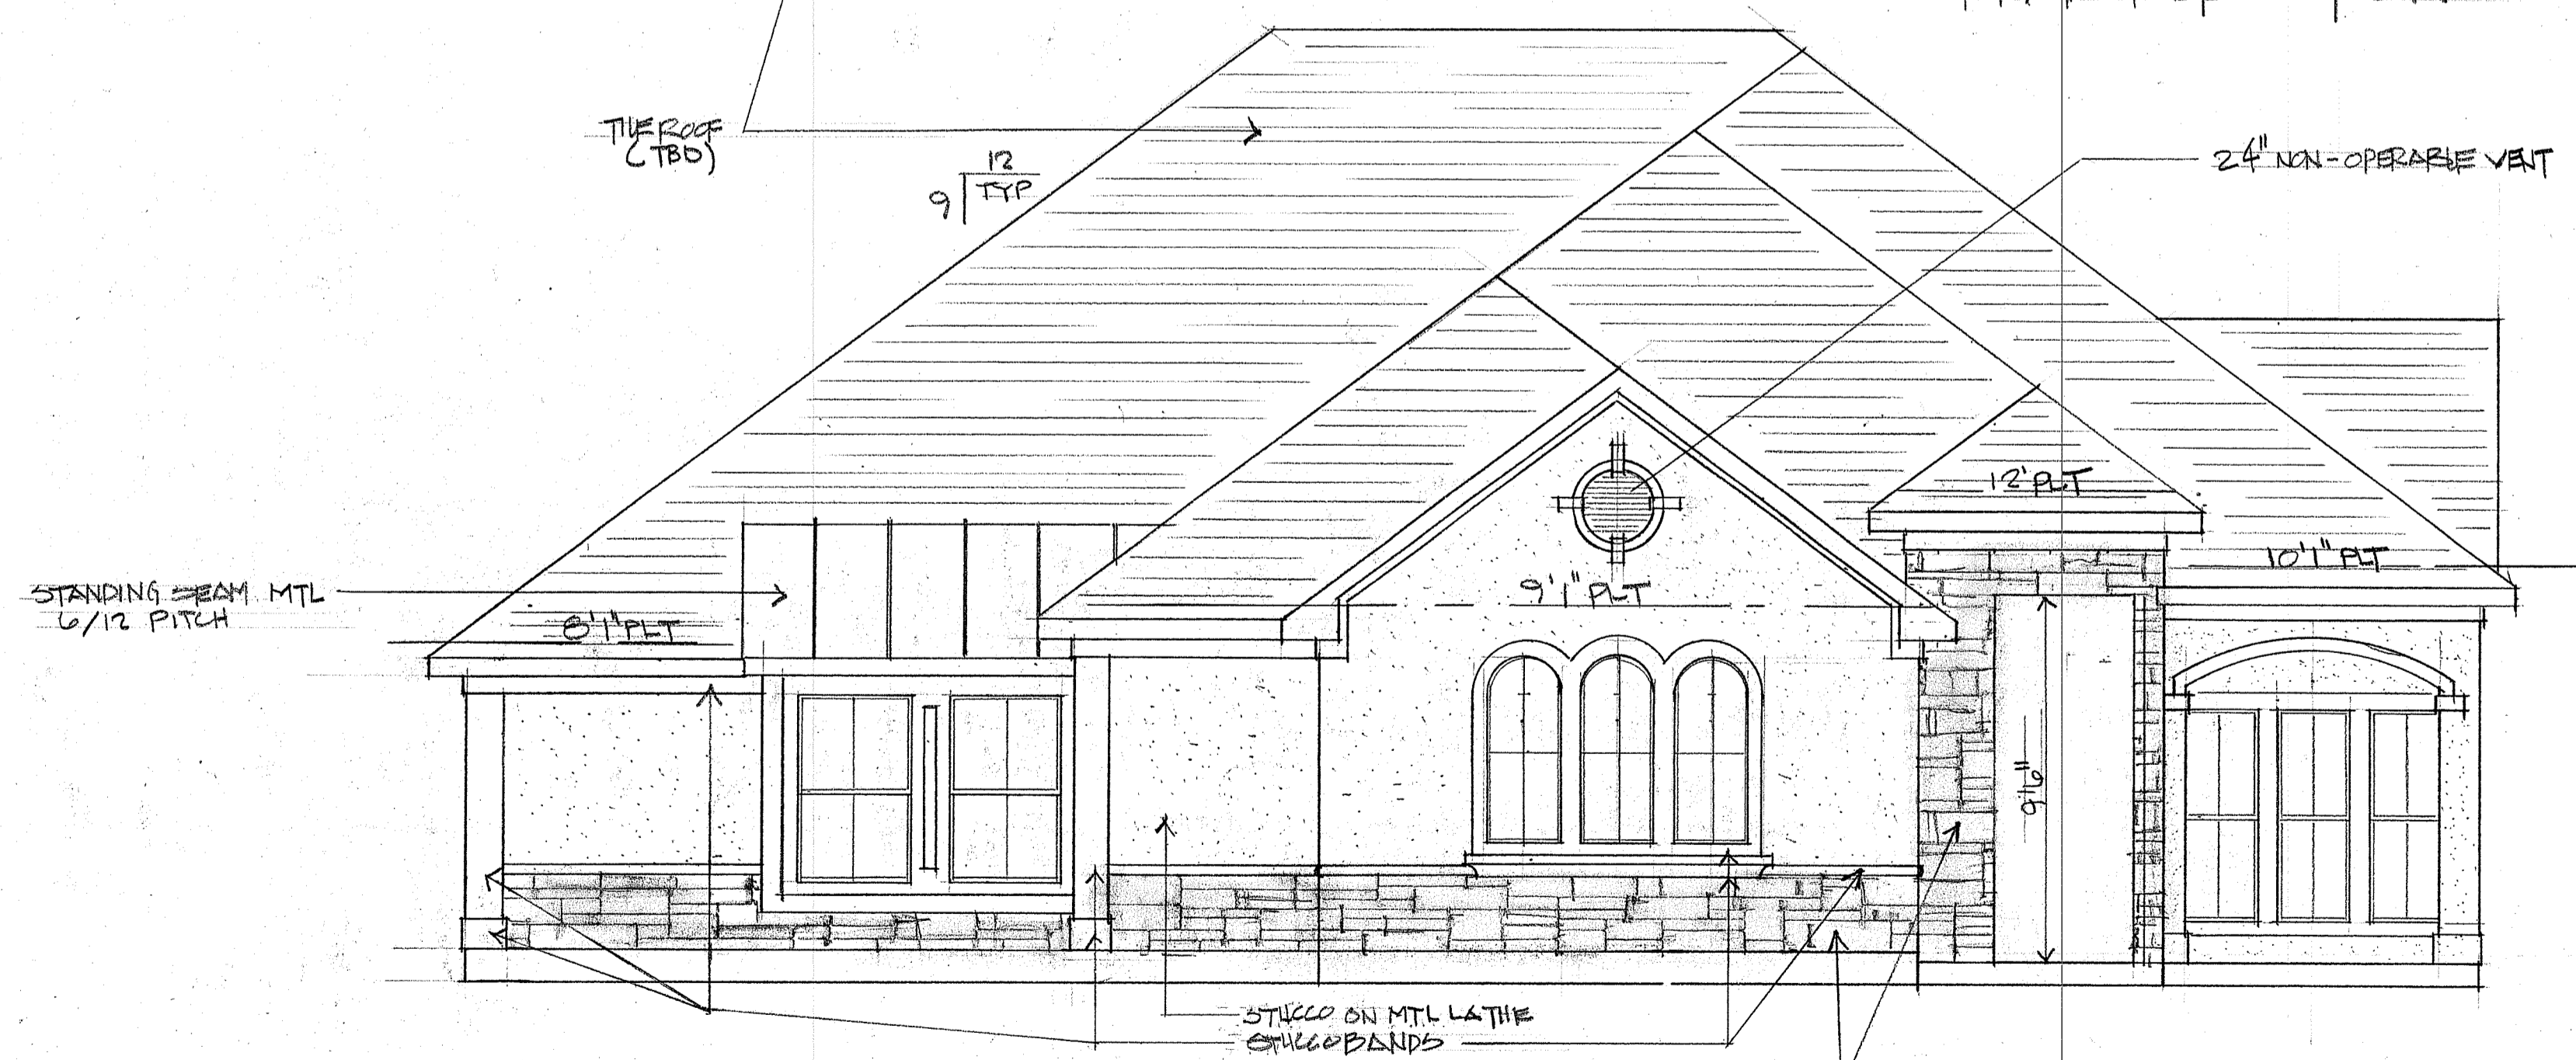 TILE ROOF
(TBD)
12
9 TYP
24" NON-OPERABLE VENT
STANDING SEAM MTL
6/12 PITCH
8'1" PLT
9'1" PLT
12' PLT
10'1" PLT
9'6"
STUCCO ON MTL LATHE
STUCCO BANDS